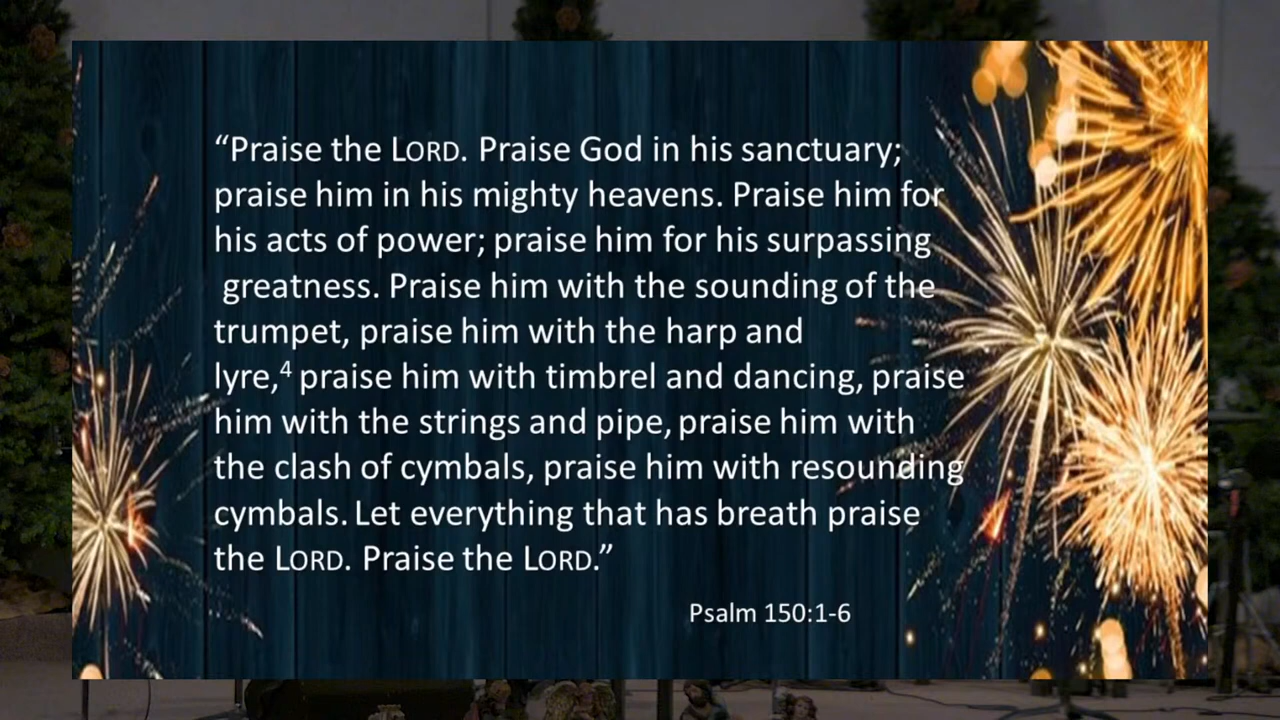 “Praise the LORD. Praise God in his sanctuary;
praise him in his mighty heavens. Praise him for
his acts of power; praise him for his surpassing
greatness. Praise him with the sounding of the
trumpet, praise him with the harp and
lyre,⁴ praise him with timbrel and dancing, praise
him with the strings and pipe, praise him with
the clash of cymbals, praise him with resounding
cymbals. Let everything that has breath praise
the LORD. Praise the LORD.”
Psalm 150:1-6